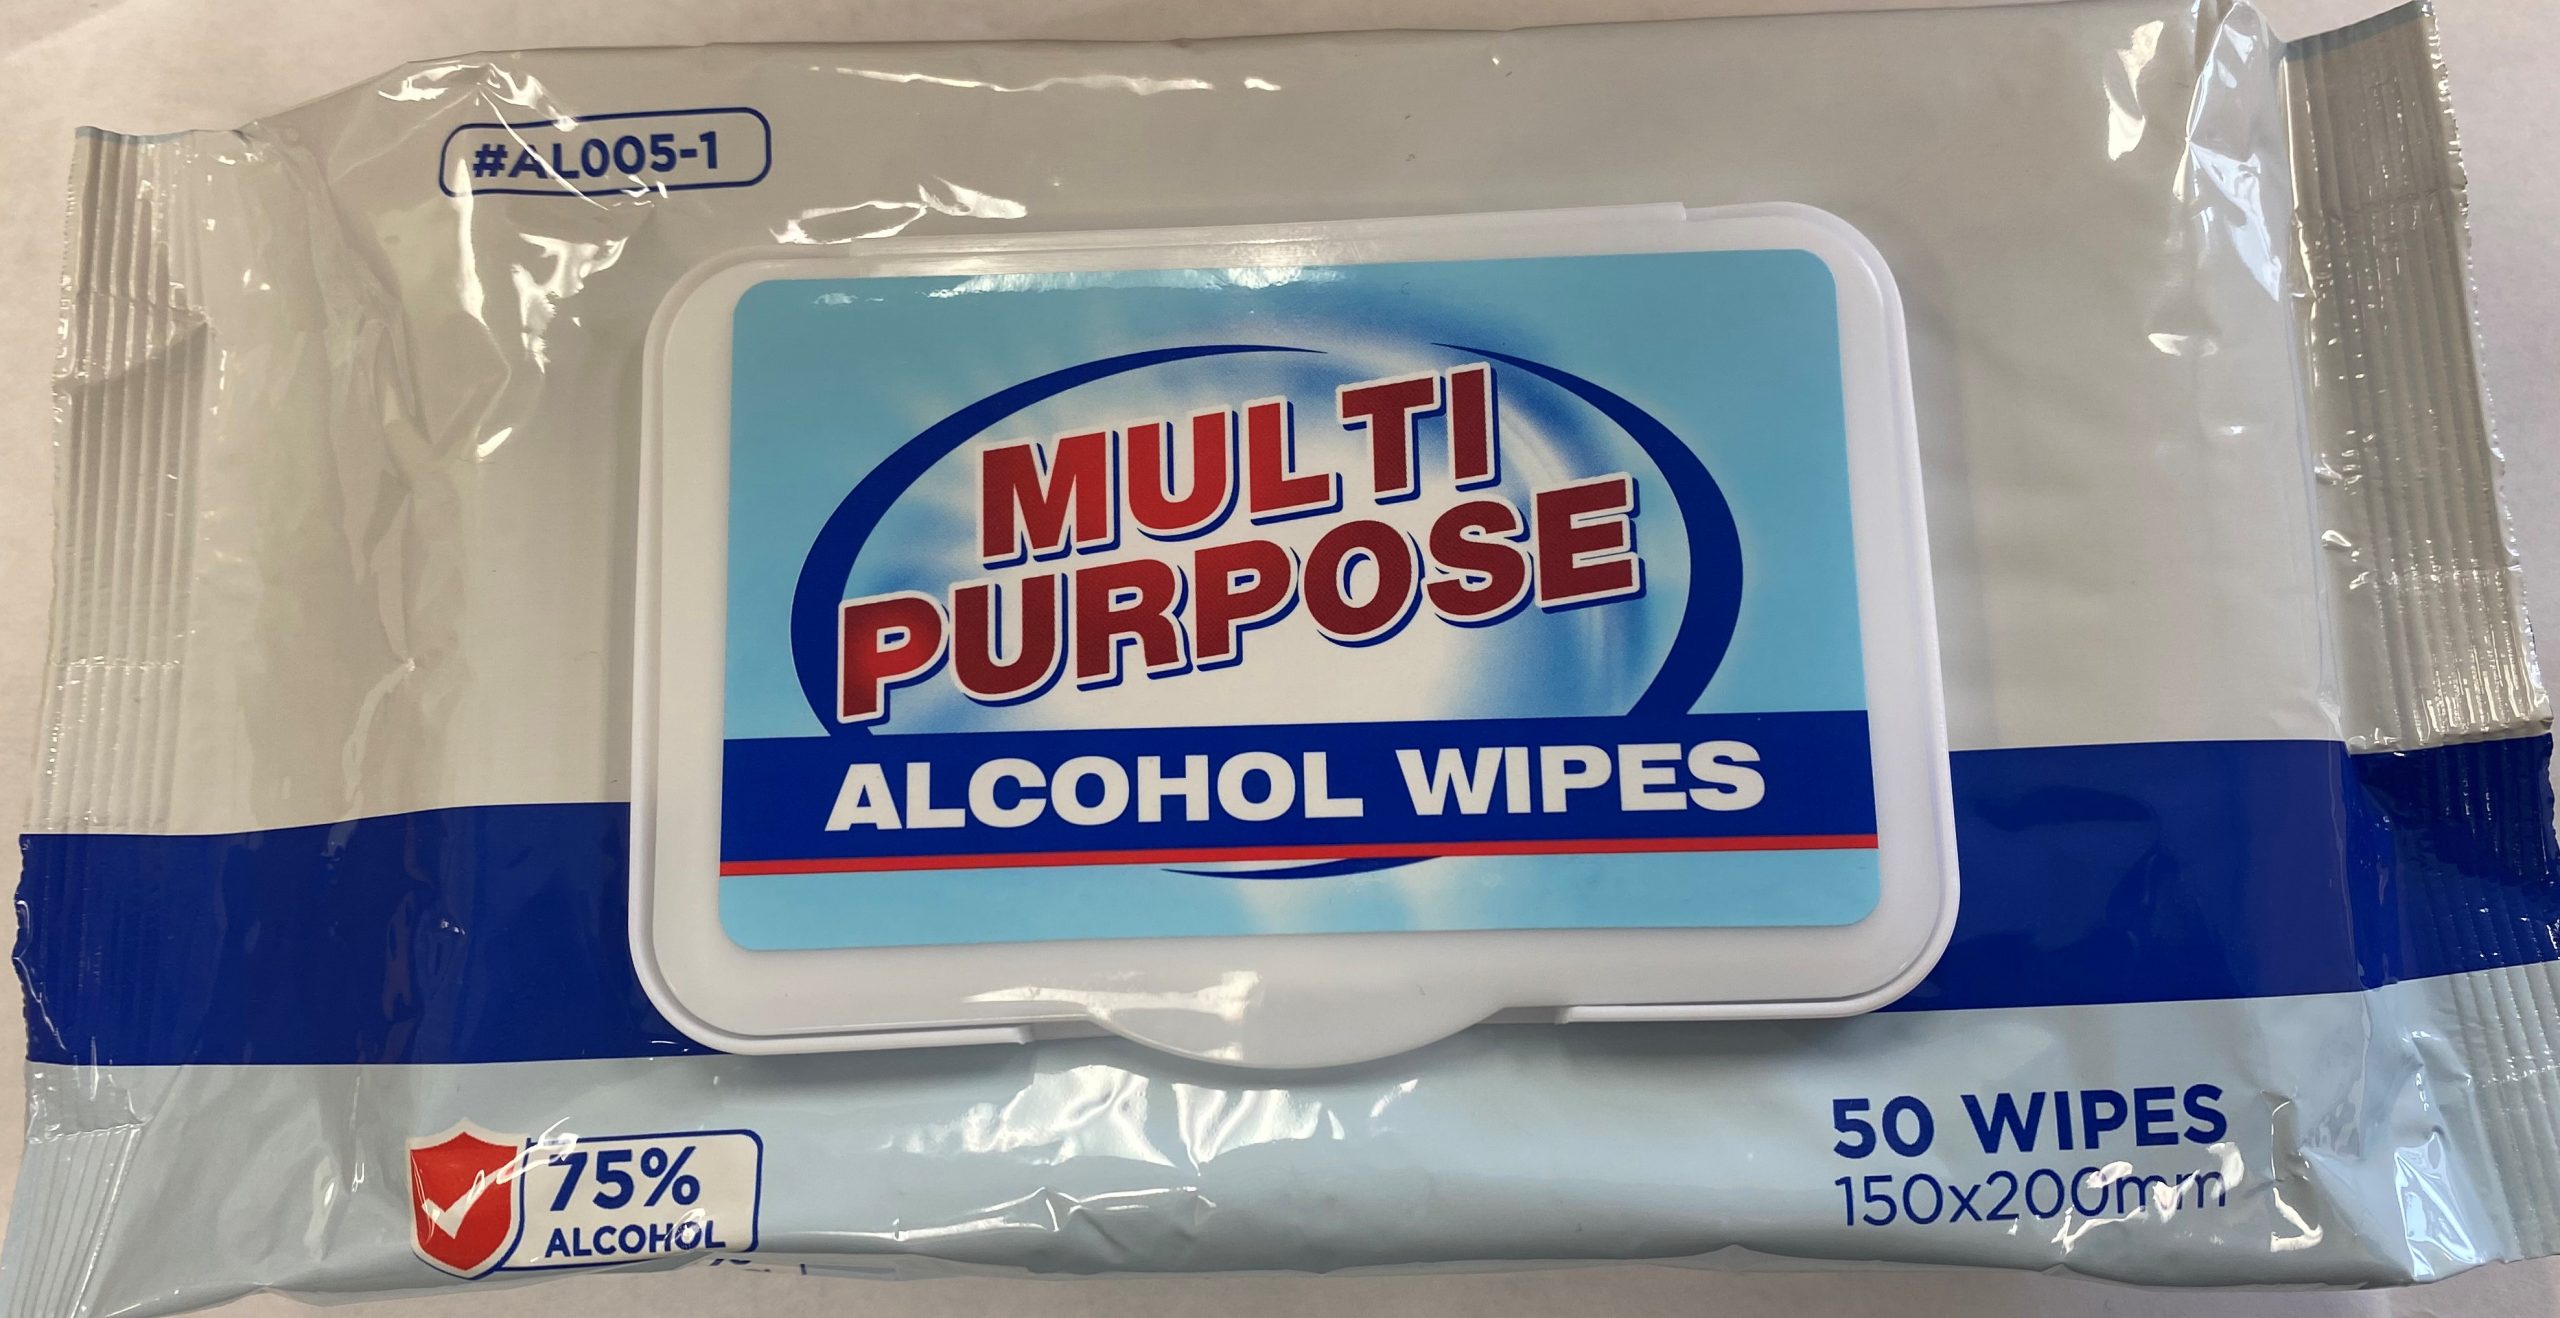 #AL005-1
MULTI
PURPOSE
ALCOHOL WIPES
75%
ALCOHOL
50 WIPES
150x200mm